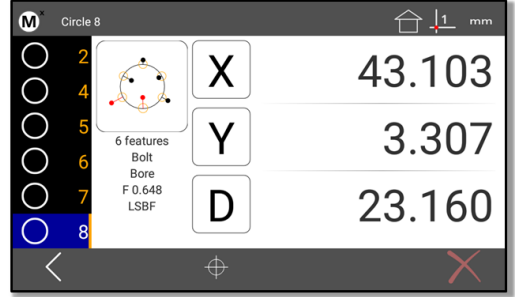 Mx Circle 8 1 mm
2
4
5
6
7
8
6 features
Bolt
Bore
F 0.648
LSBF
X 43.103
Y 3.307
D 23.160